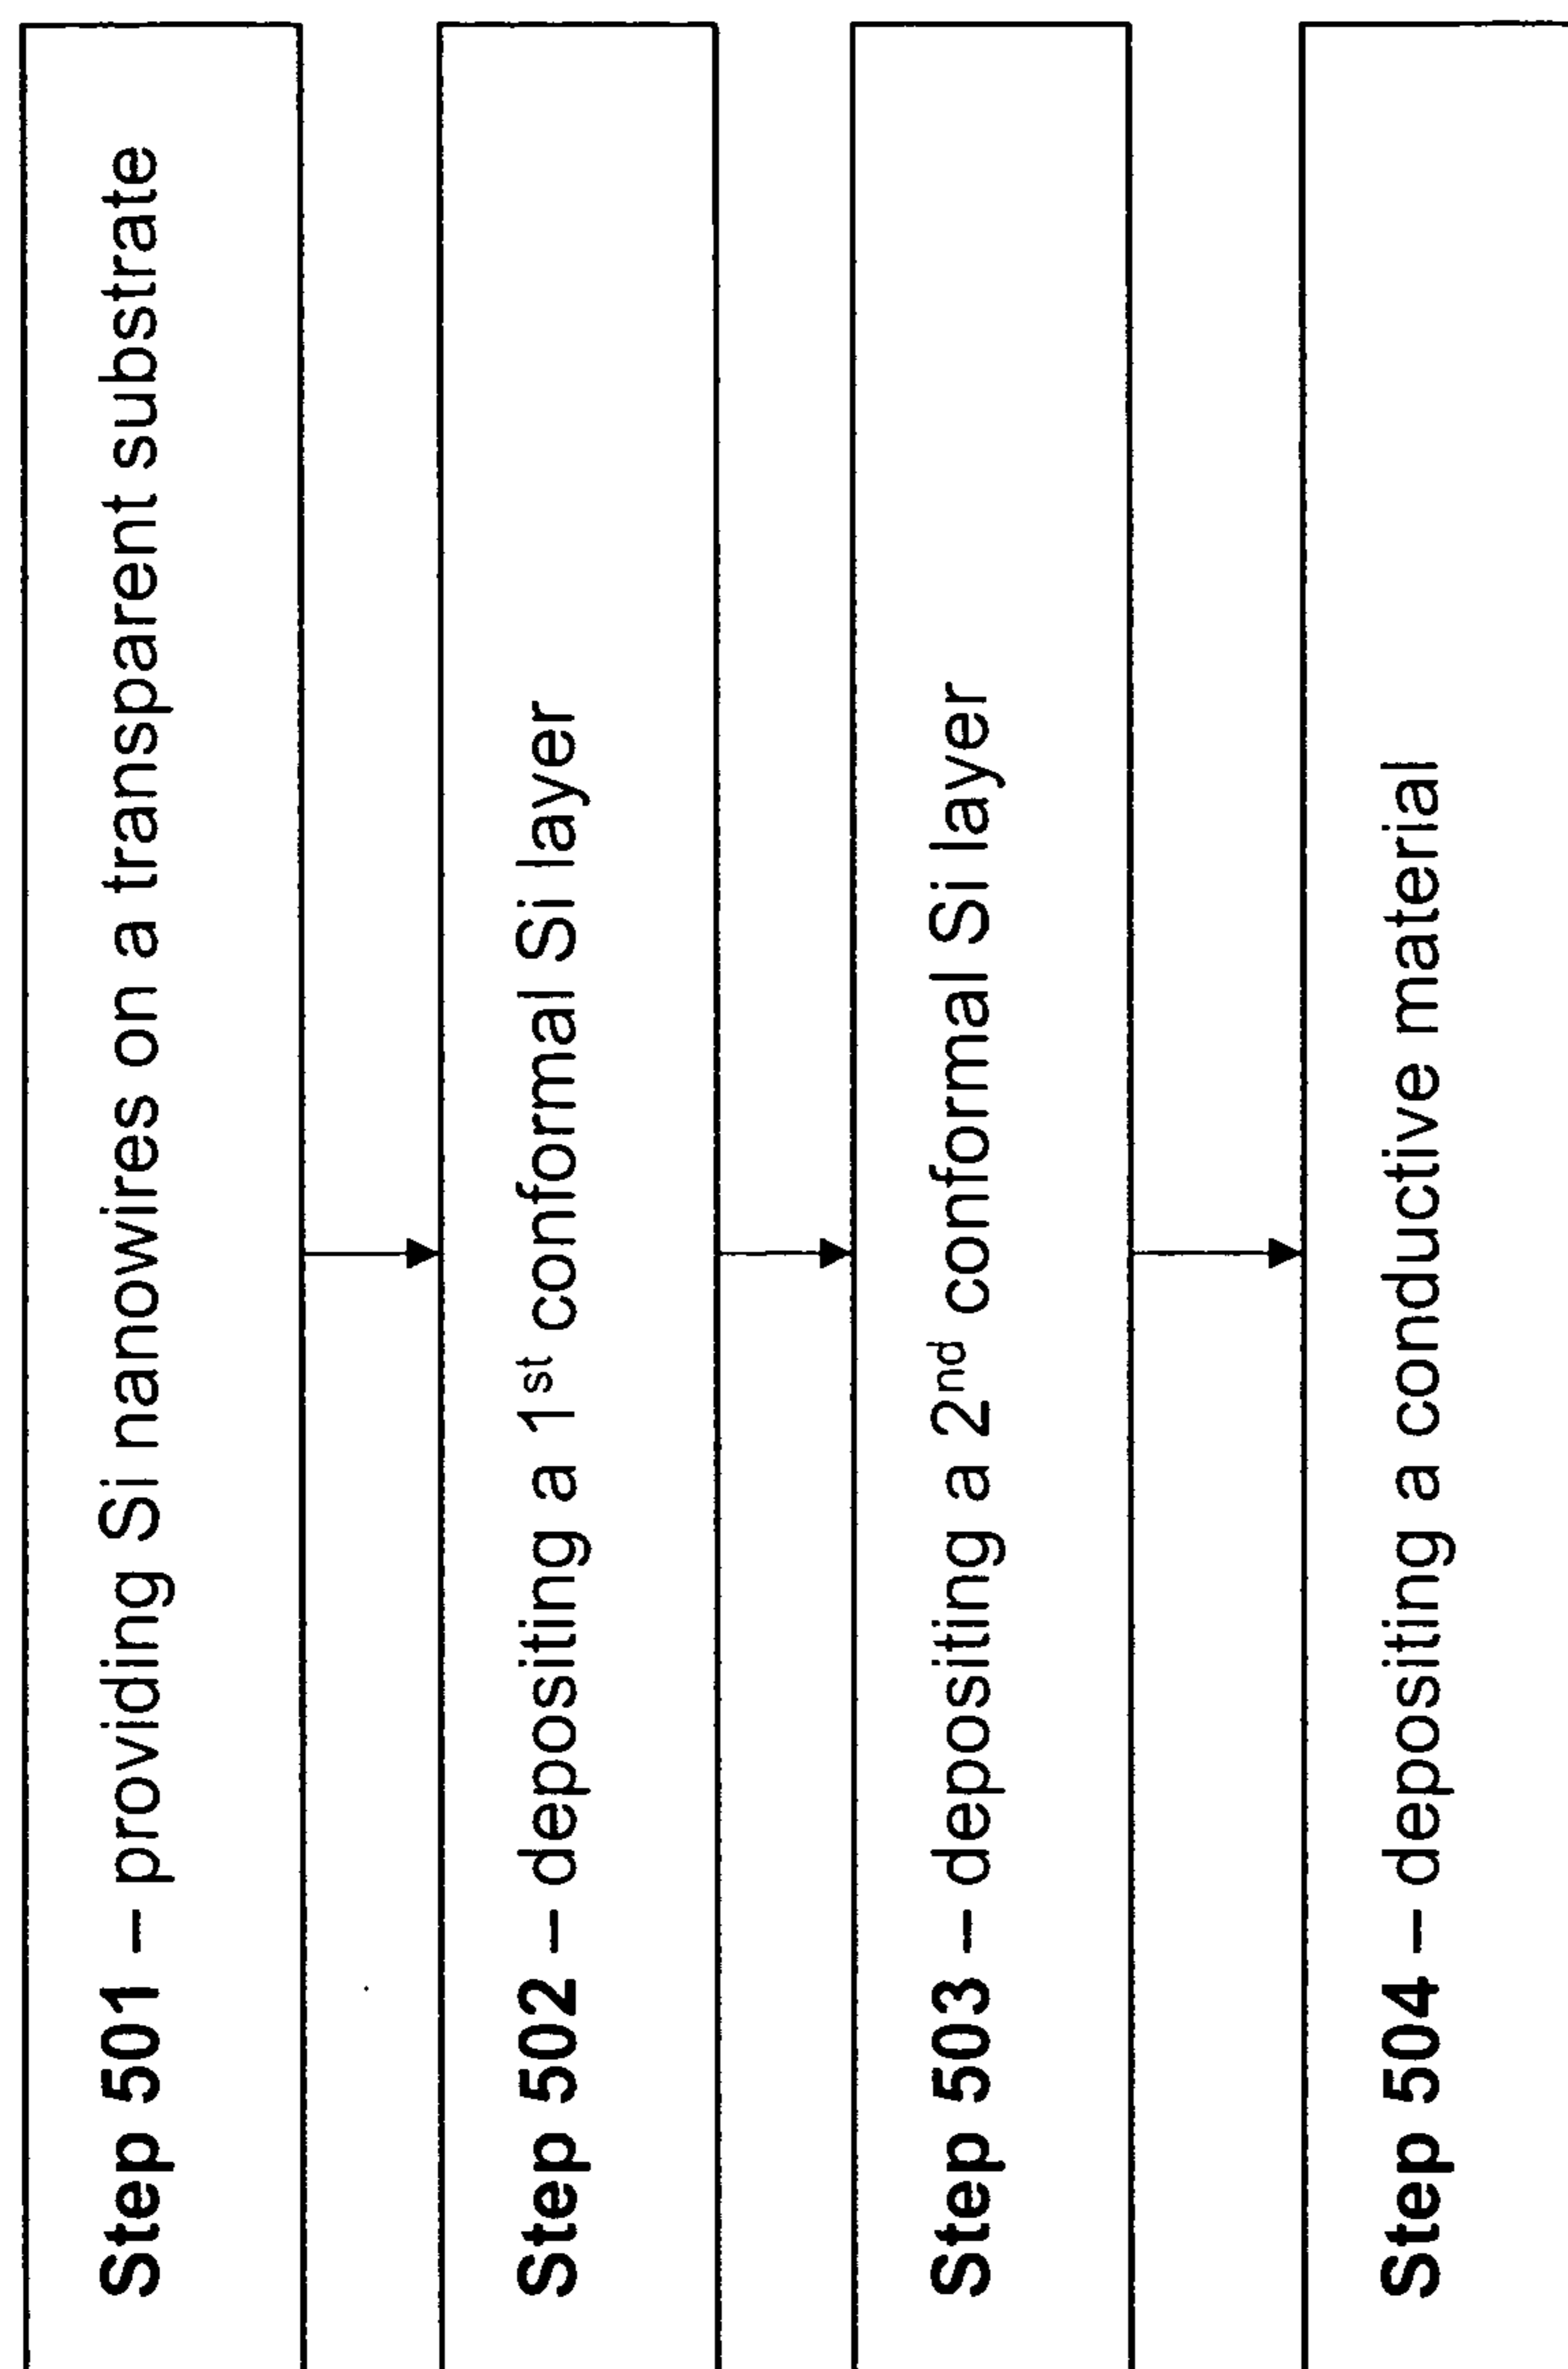 Step 501 – providing Si nanowires on a transparent substrate
Step 502 – depositing a 1st conformal Si layer
Step 503 – depositing a 2nd conformal Si layer
Step 504 – depositing a conductive material